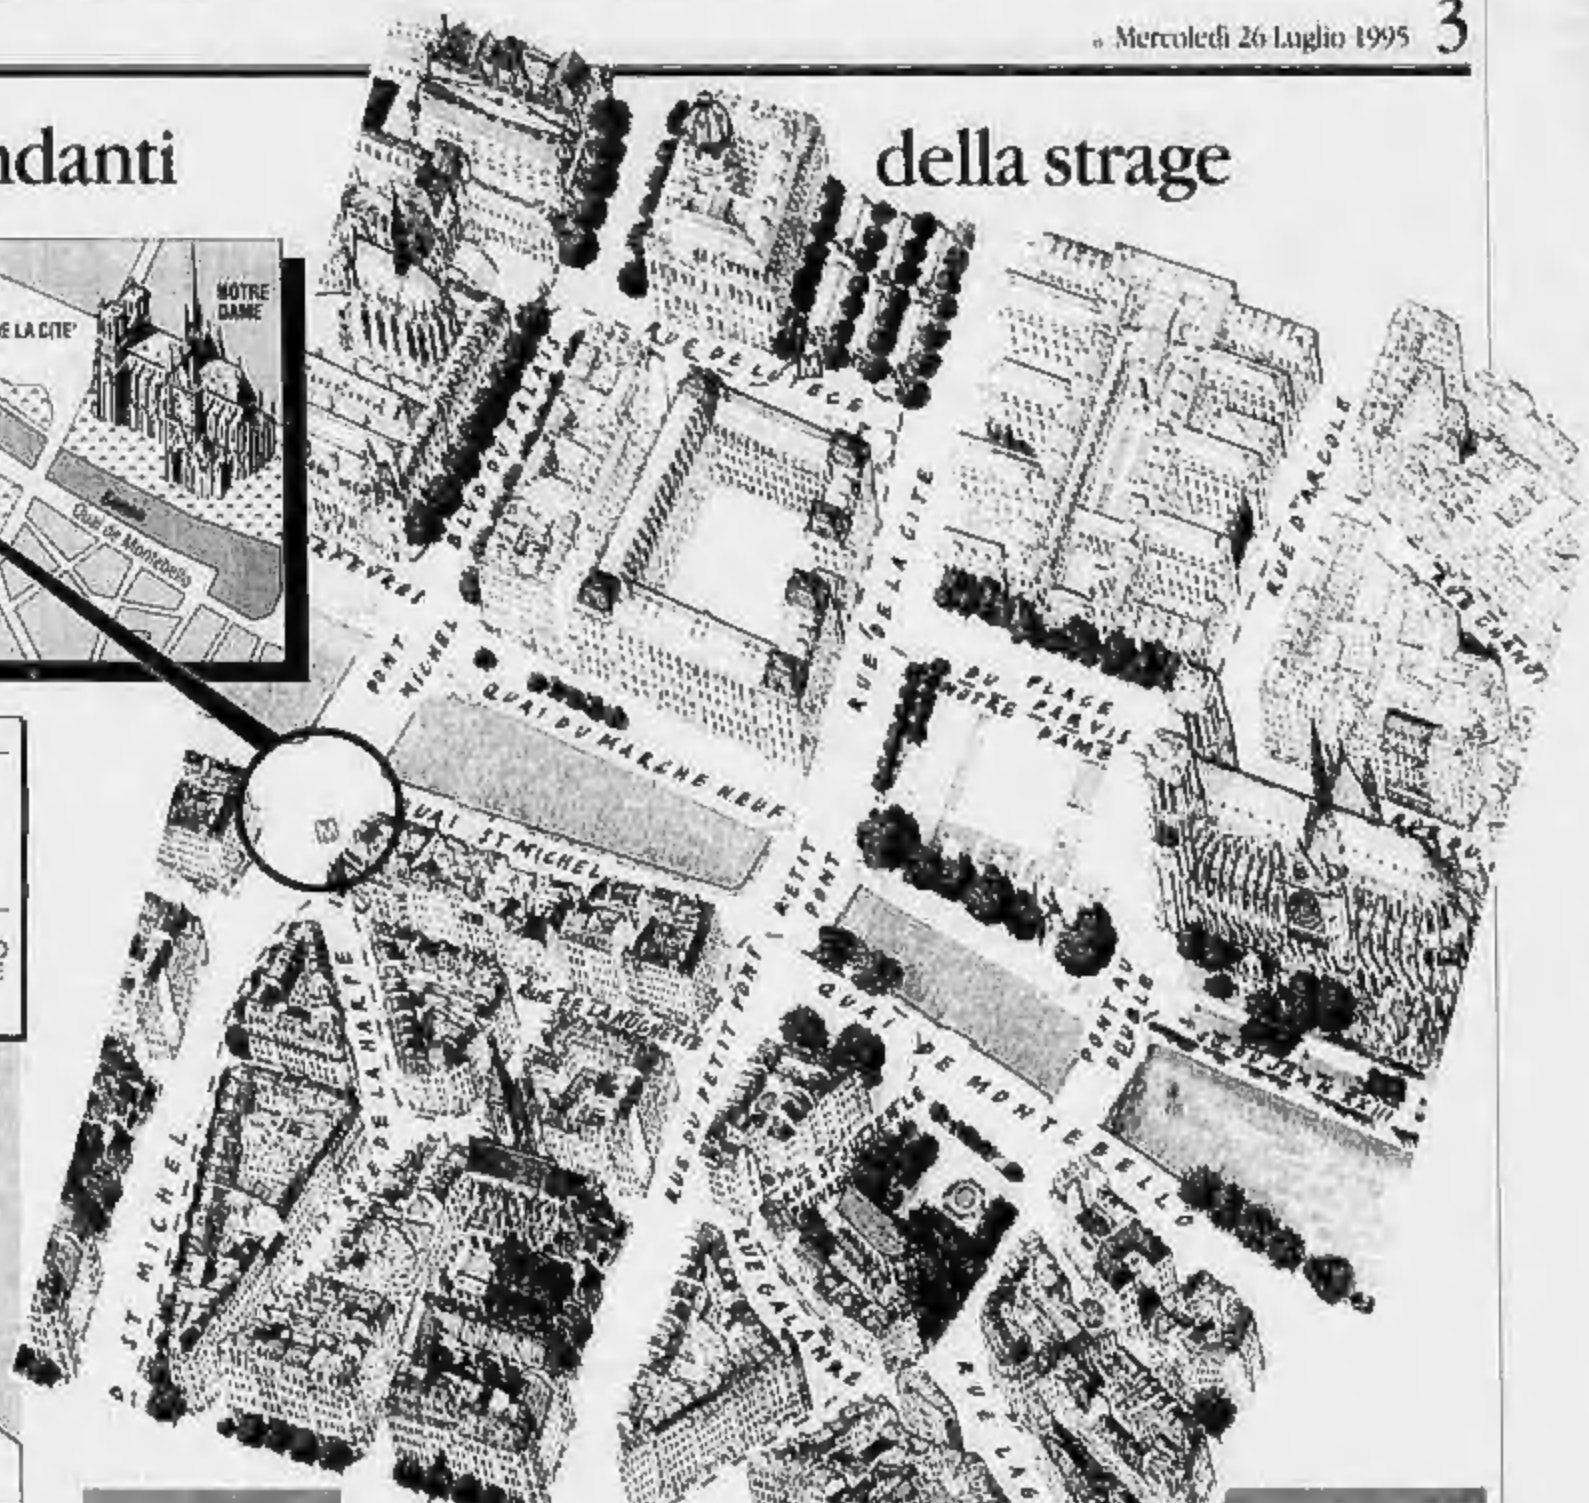 Mercoledì 26 Luglio 1995
3
ndanti
della strage
NOTRE
DAME
E LA CITE'
Quai de Montebello
RUE DE LUTECE
M
BLVD DU PALAIS
RUE DE LA CITE
RUE D'ARCOLE
PONT
MICHEL
QUAI DU MARCHE NEUF
DU PLACE
NOTRE PARVIS
DAME
M
QUAI ST MICHEL
PETIT
PONT
RUE DE LA HARPE
RUE DU PETIT PONT
QUAI DE MONTEBELLO
PONT AU
DOUBLE
ST MICHEL
RUE DE LA HARPE
RUE GALANDE
RUE LAG